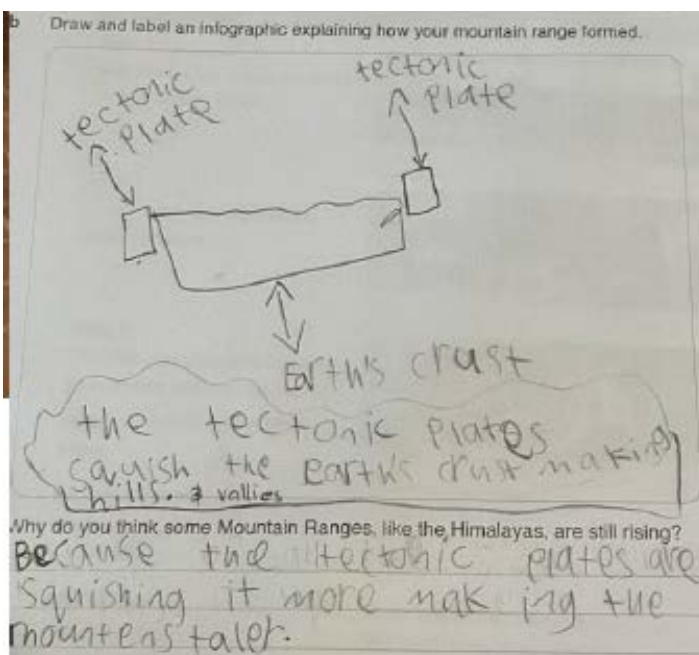 b Draw and label an infographic explaining how your mountain range formed.
tectonic
plate
tectonic
plate
Earth's crust
the tectonic plates
squish the earth's crust making
hills. & vallies
Why do you think some Mountain Ranges, like the Himalayas, are still rising?
Because the tectonic plates are
squishing it more making the
mountens taler.